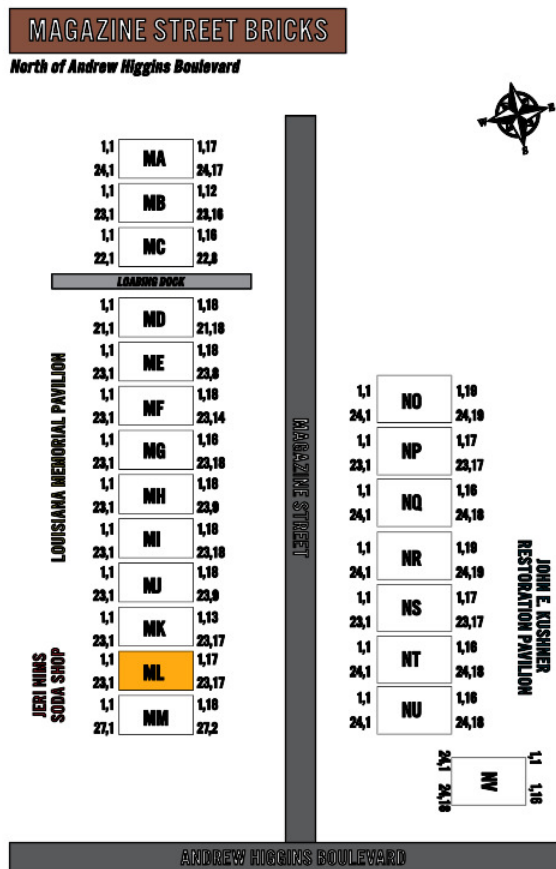 MAGAZINE STREET BRICKS
North of Andrew Higgins Boulevard
W
S
E
1,1 MA 1,17
24,1 24,17
1,1 MB 1,12
23,1 23,16
1,1 MC 1,16
22,1 22,8
LOADING DOCK
1,1 MD 1,18
21,1 21,18
1,1 ME 1,18
23,1 23,8
1,1 MF 1,18
23,1 23,14
1,1 MG 1,16
23,1 23,18
1,1 MH 1,18
23,1 23,9
1,1 MI 1,18
23,1 23,18
1,1 MJ 1,18
23,1 23,9
1,1 MK 1,13
23,1 23,17
1,1 ML 1,17
23,1 23,17
1,1 MM 1,18
27,1 27,2
LOUISIANA MEMORIAL PAVILION
JERI NIMS
SODA SHOP
MAGAZINE STREET
1,1 NO 1,19
24,1 24,19
1,1 NP 1,17
23,1 23,17
1,1 NQ 1,16
24,1 24,18
1,1 NR 1,19
24,1 24,19
1,1 NS 1,17
23,1 23,17
1,1 NT 1,16
24,1 24,18
1,1 NU 1,16
24,1 24,18
JOHN E. KUSHNER
RESTORATION PAVILION
24,1 NV 1,1
24,18 1,16
ANDREW HIGGINS BOULEVARD